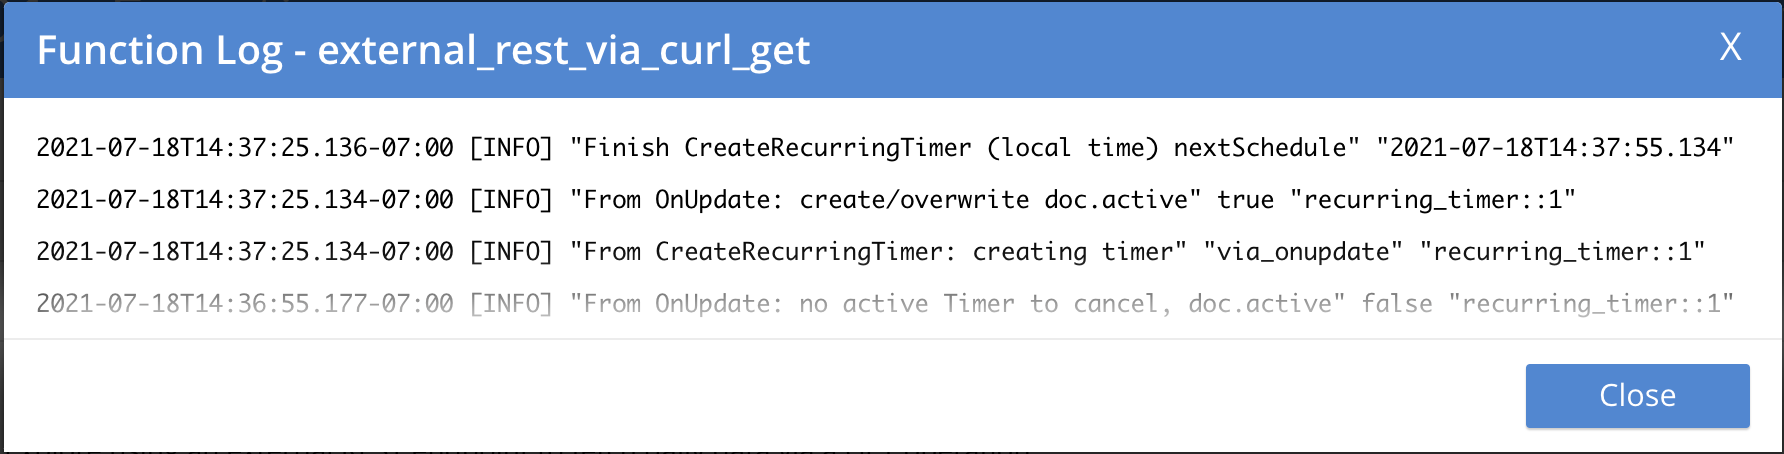 Function Log - external_rest_via_curl_get
X
2021-07-18T14:37:25.136-07:00 [INFO] "Finish CreateRecurringTimer (local time) nextSchedule" "2021-07-18T14:37:55.134"
2021-07-18T14:37:25.134-07:00 [INFO] "From OnUpdate: create/overwrite doc.active" true "recurring_timer::1"
2021-07-18T14:37:25.134-07:00 [INFO] "From CreateRecurringTimer: creating timer" "via_onupdate" "recurring_timer::1"
2021-07-18T14:36:55.177-07:00 [INFO] "From OnUpdate: no active Timer to cancel, doc.active" false "recurring_timer::1"
Close